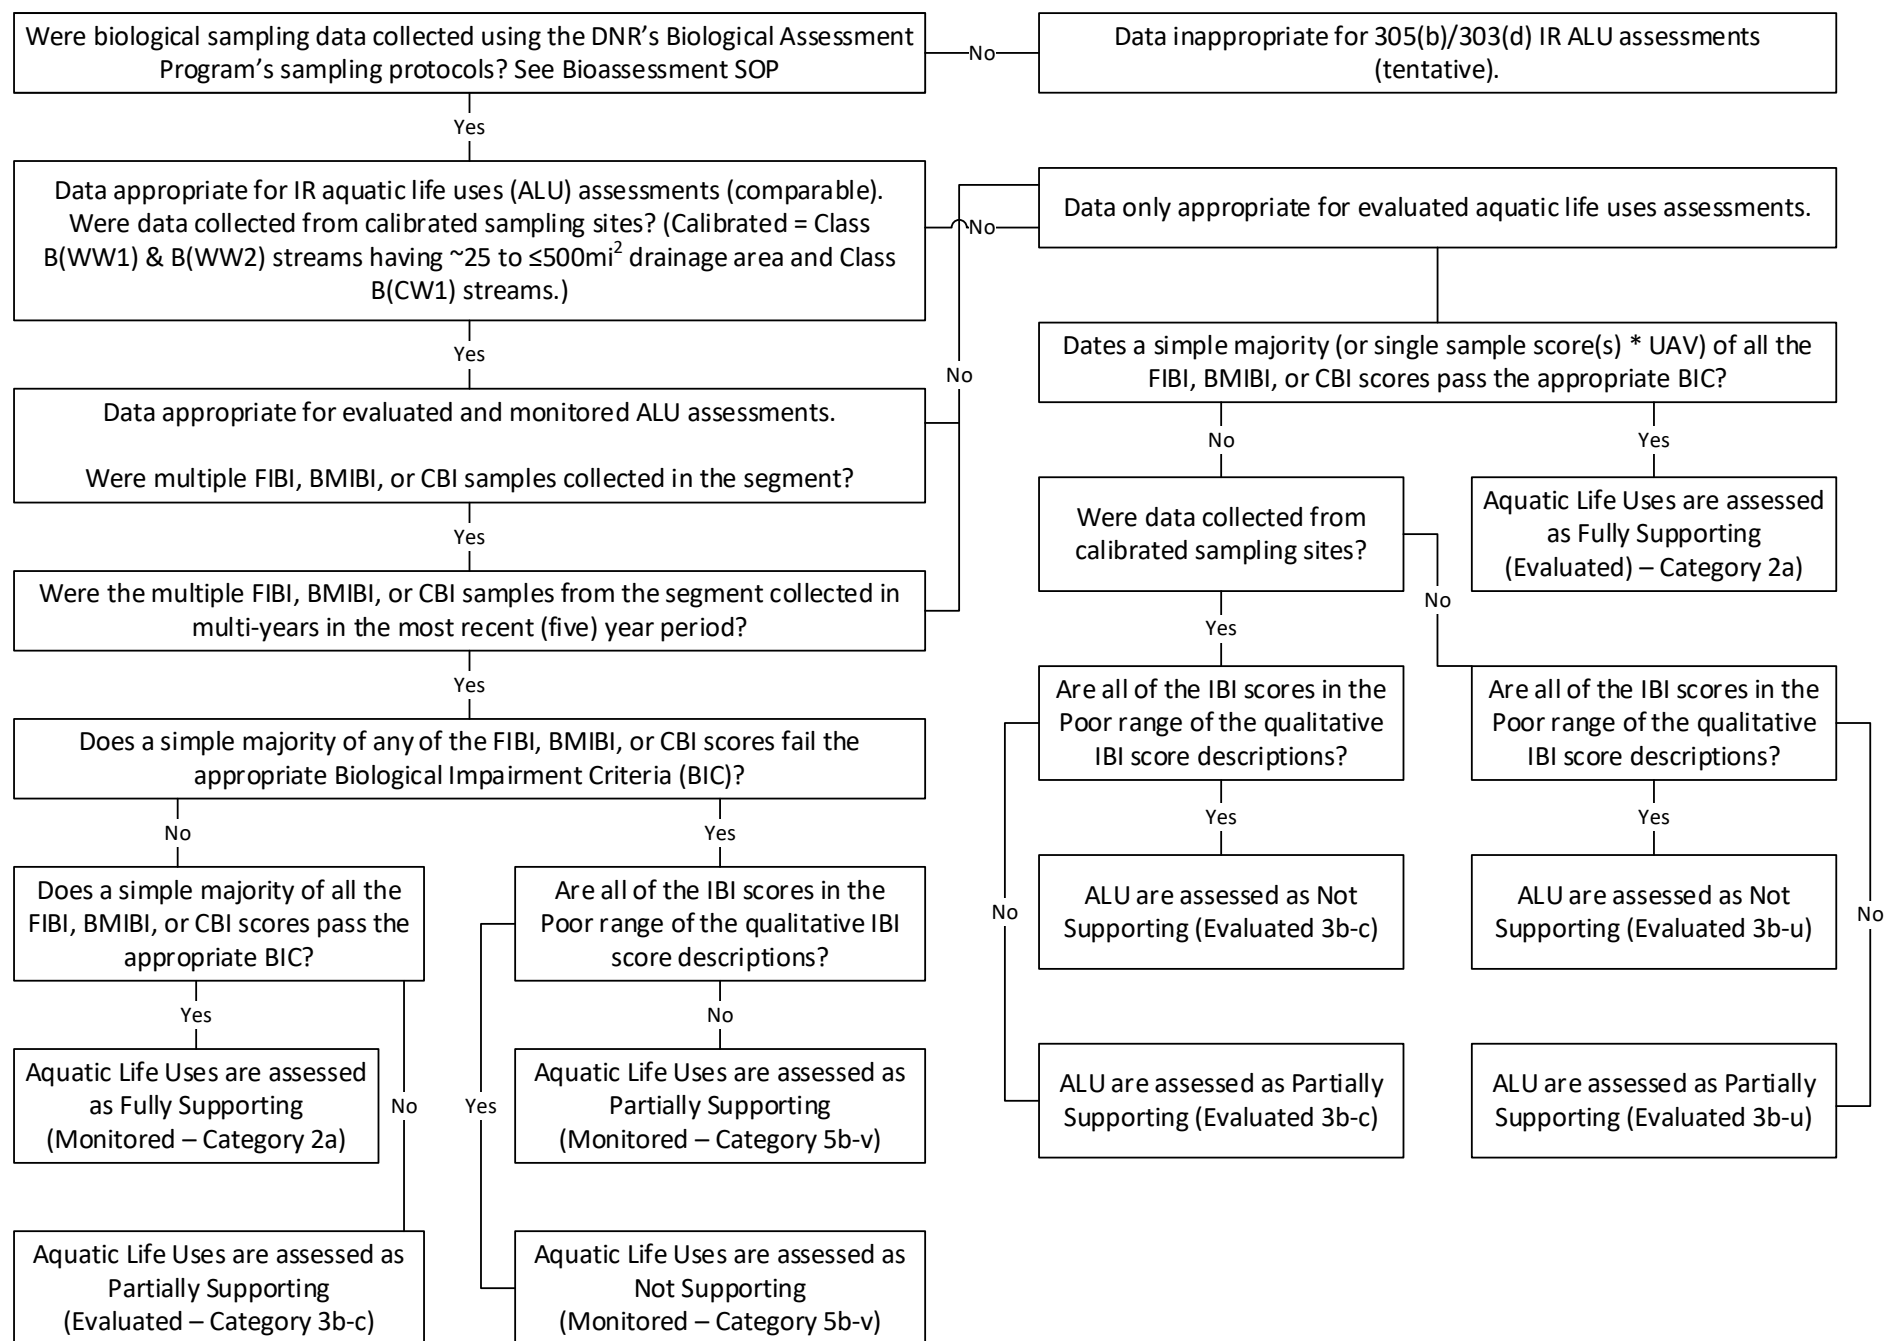 Were biological sampling data collected using the DNR's Biological Assessment
Program's sampling protocols? See Bioassessment SOP
No
Data inappropriate for 305(b)/303(d) IR ALU assessments
(tentative).
Yes
Data appropriate for IR aquatic life uses (ALU) assessments (comparable).
Were data collected from calibrated sampling sites? (Calibrated = Class
B(WW1) & B(WW2) streams having ~25 to ≤500mi² drainage area and Class
B(CW1) streams.)
No
Data only appropriate for evaluated aquatic life uses assessments.
Yes
No
Data appropriate for evaluated and monitored ALU assessments.
Were multiple FIBI, BMIBI, or CBI samples collected in the segment?
Yes
Were the multiple FIBI, BMIBI, or CBI samples from the segment collected in
multi-years in the most recent (five) year period?
Yes
Does a simple majority of any of the FIBI, BMIBI, or CBI scores fail the
appropriate Biological Impairment Criteria (BIC)?
No
Yes
Does a simple majority of all the
FIBI, BMIBI, or CBI scores pass the
appropriate BIC?
Are all of the IBI scores in the
Poor range of the qualitative IBI
score descriptions?
Yes
No
Aquatic Life Uses are assessed
as Fully Supporting
(Monitored – Category 2a)
No
Yes
Aquatic Life Uses are assessed as
Partially Supporting
(Monitored – Category 5b-v)
Aquatic Life Uses are assessed as
Partially Supporting
(Evaluated – Category 3b-c)
Aquatic Life Uses are assessed as
Not Supporting
(Monitored – Category 5b-v)
Dates a simple majority (or single sample score(s) * UAV) of all the
FIBI, BMIBI, or CBI scores pass the appropriate BIC?
No
Yes
Were data collected from
calibrated sampling sites?
Aquatic Life Uses are assessed
as Fully Supporting
(Evaluated) – Category 2a)
No
Yes
Are all of the IBI scores in the
Poor range of the qualitative
IBI score descriptions?
Are all of the IBI scores in the
Poor range of the qualitative
IBI score descriptions?
Yes
Yes
No
ALU are assessed as Not
Supporting (Evaluated 3b-c)
ALU are assessed as Not
Supporting (Evaluated 3b-u)
No
ALU are assessed as Partially
Supporting (Evaluated 3b-c)
ALU are assessed as Partially
Supporting (Evaluated 3b-u)